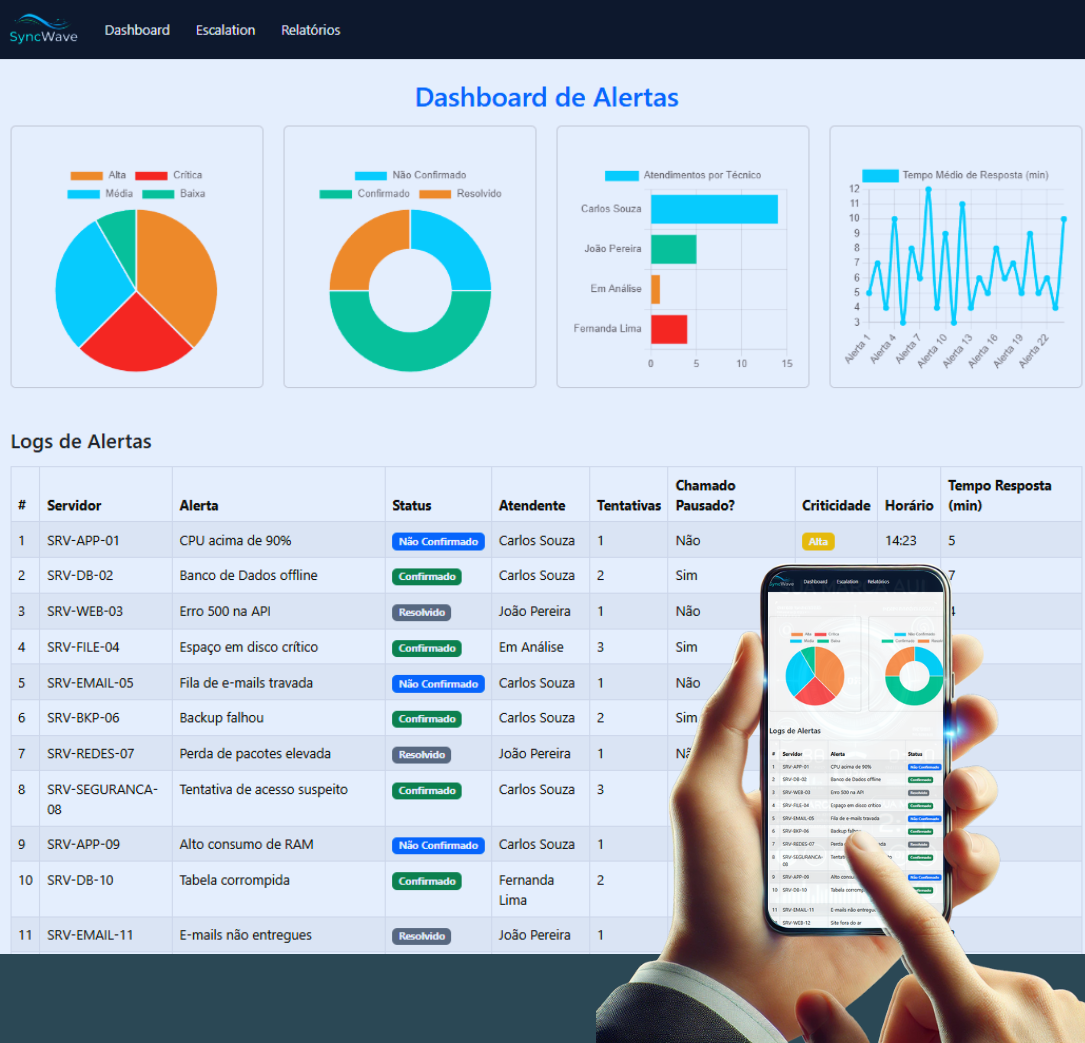 SyncWave
Dashboard Escalation Relatórios
Dashboard de Alertas
Alta Crítica
Média Baixa
Não Confirmado
Confirmado Resolvido
Atendimentos por Técnico
Carlos Souza
João Pereira
Em Análise
Fernanda Lima
0 5 10 15
Tempo Médio de Resposta (min)
12
11
10
9
8
7
6
5
4
3
Alerta 1 Alerta 4 Alerta 7 Alerta 10 Alerta 13 Alerta 16 Alerta 19 Alerta 22
Logs de Alertas
# Servidor Alerta Status Atendente Tentativas Chamado Pausado? Criticidade Horário Tempo Resposta (min)
1 SRV-APP-01 CPU acima de 90% Não Confirmado Carlos Souza 1 Não Alta 14:23 5
2 SRV-DB-02 Banco de Dados offline Confirmado Carlos Souza 2 Sim 7
3 SRV-WEB-03 Erro 500 na API Resolvido João Pereira 1 Não 4
4 SRV-FILE-04 Espaço em disco crítico Confirmado Em Análise 3 Sim
5 SRV-EMAIL-05 Fila de e-mails travada Não Confirmado Carlos Souza 1 Não
6 SRV-BKP-06 Backup falhou Confirmado Carlos Souza 2 Sim
7 SRV-REDES-07 Perda de pacotes elevada Resolvido João Pereira 1
8 SRV-SEGURANCA-08 Tentativa de acesso suspeito Confirmado Carlos Souza 3
9 SRV-APP-09 Alto consumo de RAM Não Confirmado Carlos Souza 1
10 SRV-DB-10 Tabela corrompida Confirmado Fernanda Lima 2
11 SRV-EMAIL-11 E-mails não entregues Resolvido João Pereira 1
SyncWave Dashboard Escalation Relatórios
Alta Crítica
Média Baixa
Não Confirmado
Confirmado
Logs de Alertas
# Servidor Alerta Status
1 SRV-APP-01 CPU acima de 90% Não Confirmado
2 SRV-DB-02 Banco de Dados offline Confirmado
3 SRV-WEB-03 Erro 500 na API Resolvido
4 SRV-FILE-04 Espaço em disco crítico Confirmado
5 SRV-EMAIL-05 Fila de e-mails travada Não Confirmado
6 SRV-BKP-06 Backup Confirmado
7 SRV-REDES-07 Resolvido
8 SRV-SEGURANCA-08 Confirmado
9 SRV-APP-09 Alto Não Confirmado
10 SRV-DB-10 Tabela
11 SRV-EMAIL-11 E-mails não
SRV-WEB-12 Site fora do ar